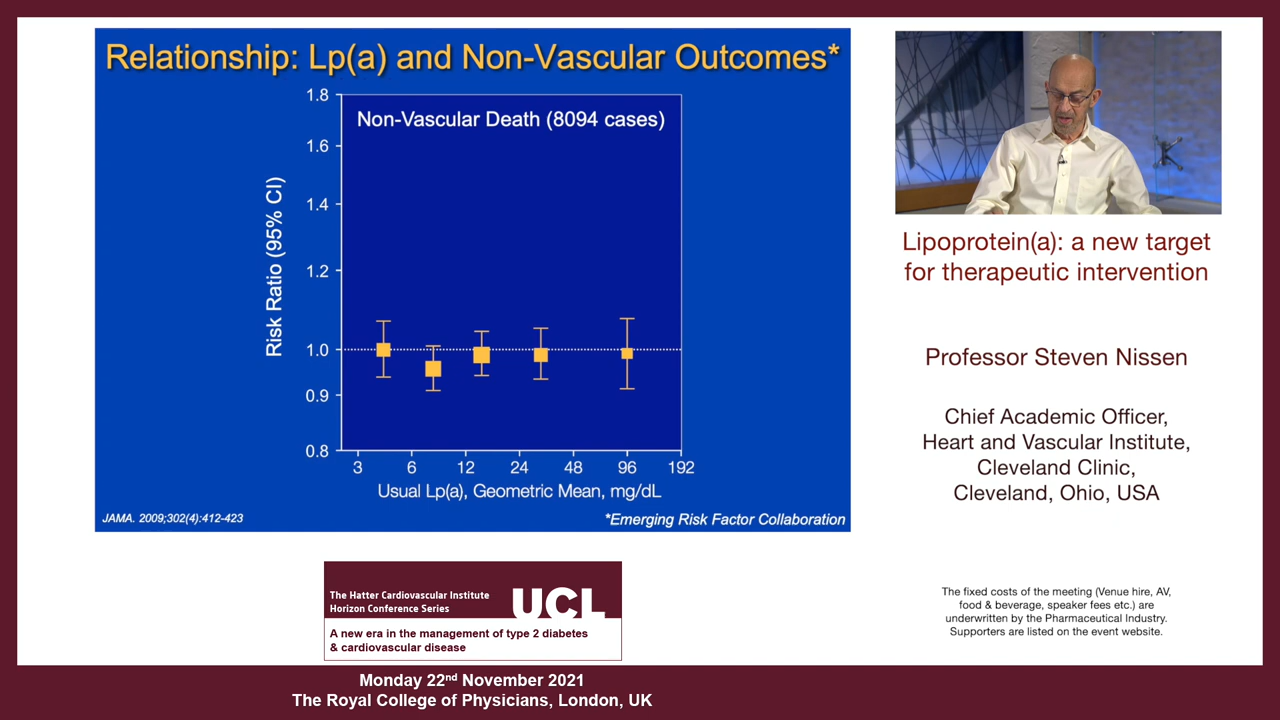 Relationship: Lp(a) and Non-Vascular Outcomes*
Non-Vascular Death (8094 cases)
Risk Ratio (95% CI)
1.8
1.6
1.4
1.2
1.0
0.9
0.8
3 6 12 24 48 96 192
Usual Lp(a), Geometric Mean, mg/dL
JAMA. 2009;302(4):412-423
*Emerging Risk Factor Collaboration
Lipoprotein(a): a new target
for therapeutic intervention
Professor Steven Nissen
Chief Academic Officer,
Heart and Vascular Institute,
Cleveland Clinic,
Cleveland, Ohio, USA
The fixed costs of the meeting (Venue hire, AV,
food & beverage, speaker fees etc.) are
underwritten by the Pharmaceutical Industry.
Supporters are listed on the event website.
The Hatter Cardiovascular Institute
Horizon Conference Series
UCL
A new era in the management of type 2 diabetes
& cardiovascular disease
Monday 22nd November 2021
The Royal College of Physicians, London, UK